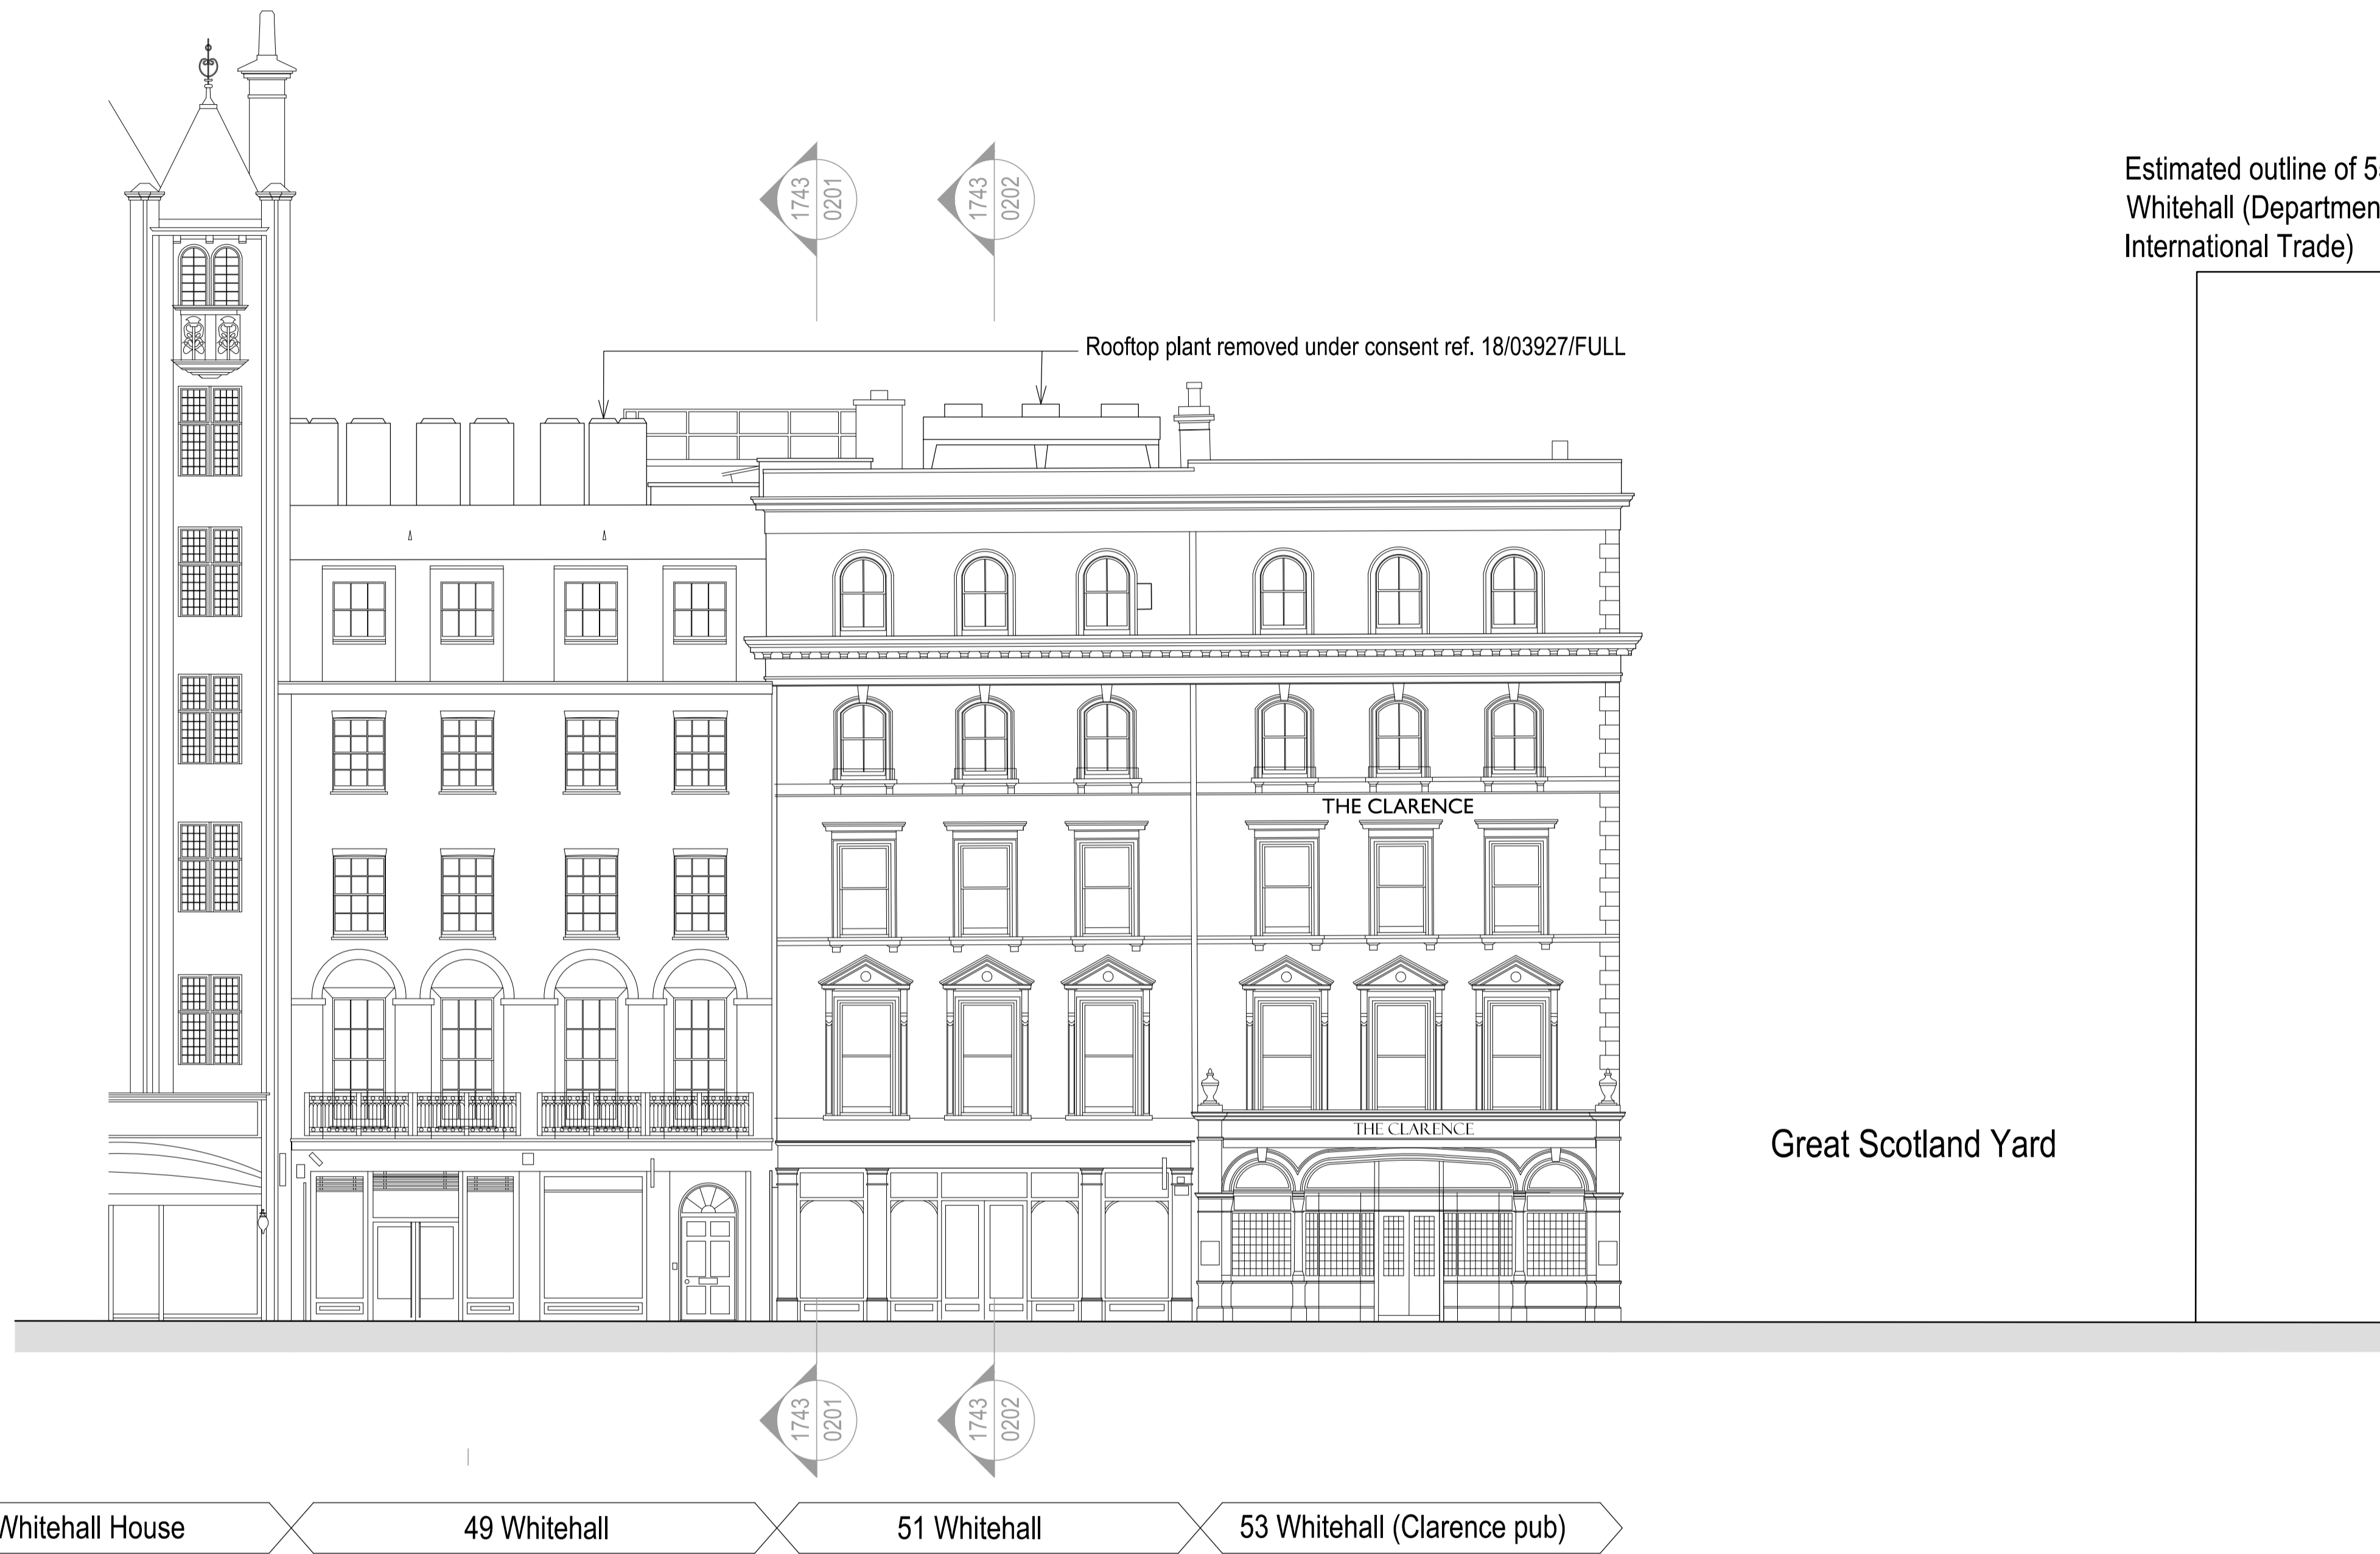 1743
0201
1743
0202
Estimated outline of 5
Whitehall (Departmen
International Trade)
Rooftop plant removed under consent ref. 18/03927/FULL
THE CLARENCE
THE CLARENCE
Great Scotland Yard
1743
0201
1743
0202
Whitehall House
49 Whitehall
51 Whitehall
53 Whitehall (Clarence pub)